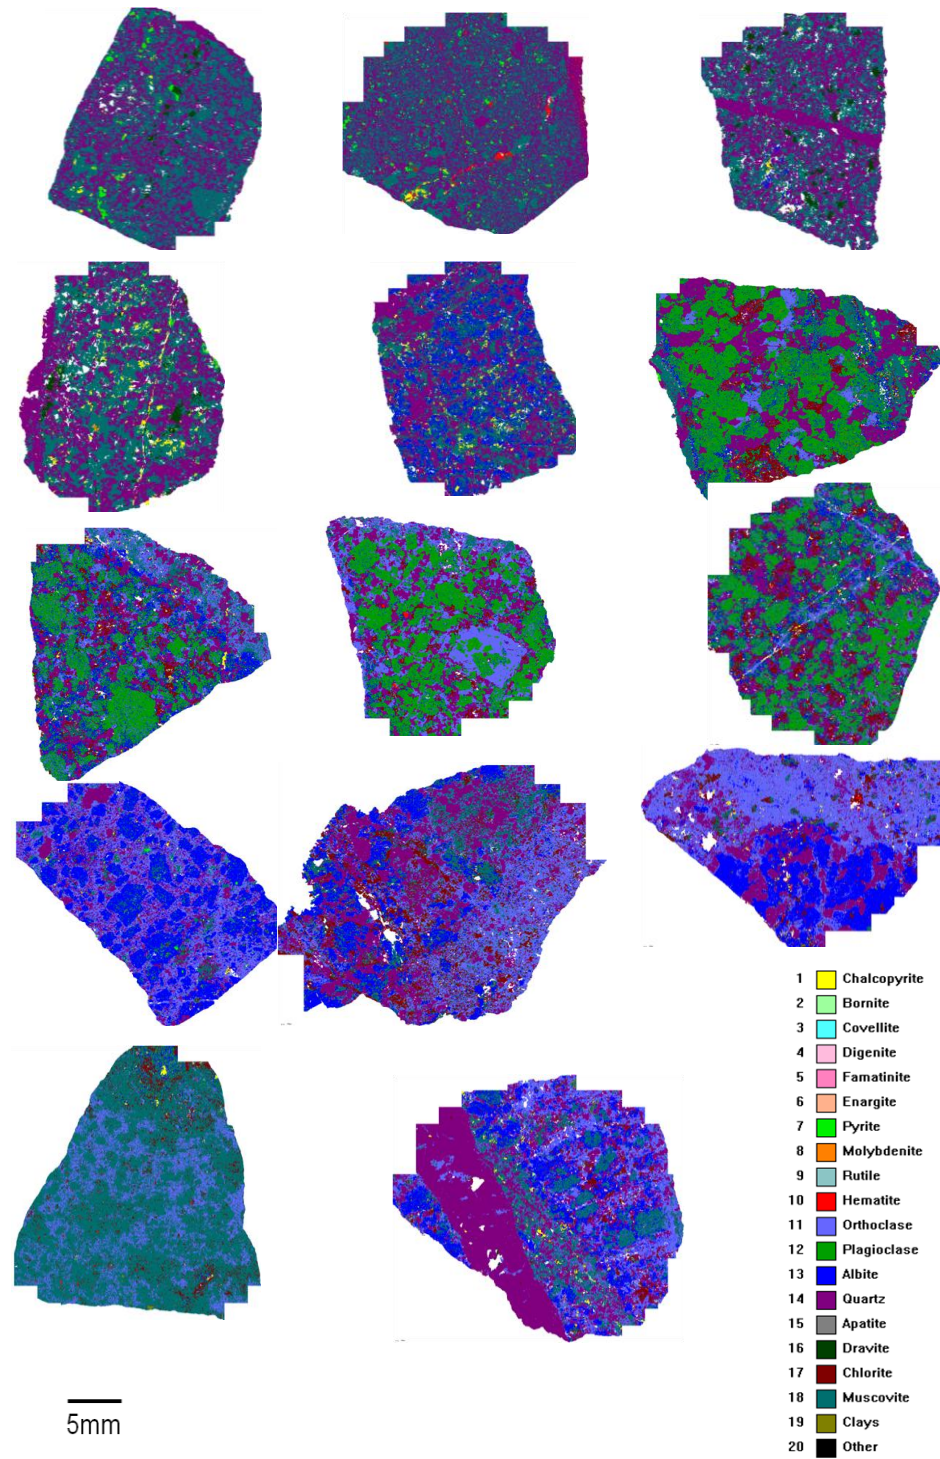 1 Chalcopyrite
2 Bornite
3 Covellite
4 Digenite
5 Famatinite
6 Enargite
7 Pyrite
8 Molybdenite
9 Rutile
10 Hematite
11 Orthoclase
12 Plagioclase
13 Albite
14 Quartz
15 Apatite
16 Dravite
17 Chlorite
18 Muscovite
19 Clays
20 Other
5mm